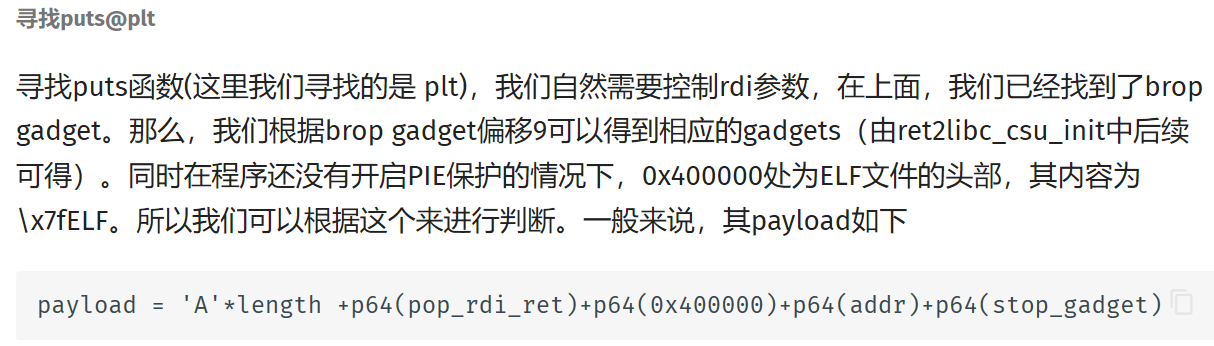 寻找puts@plt
寻找puts函数(这里我们寻找的是 plt)，我们自然需要控制rdi参数，在上面，我们已经找到了brop
gadget。那么，我们根据brop gadget偏移9可以得到相应的gadgets（由ret2libc_csu_init中后续
可得）。同时在程序还没有开启PIE保护的情况下，0x400000处为ELF文件的头部，其内容为
\x7fELF。所以我们可以根据这个来进行判断。一般来说，其payload如下
payload = 'A'*length +p64(pop_rdi_ret)+p64(0x400000)+p64(addr)+p64(stop_gadget)